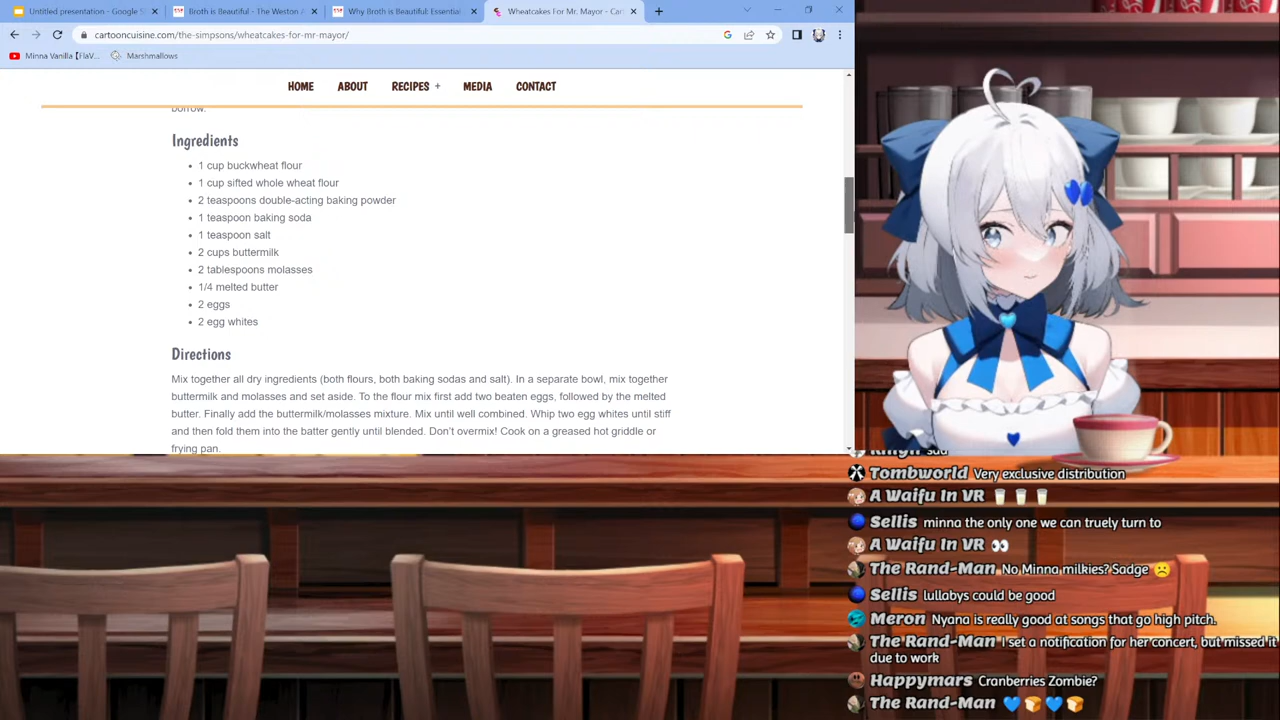 Untitled presentation - Google S
Broth is Beautiful - The Weston A
Why Broth is Beautiful: Essential
Wheatcakes For Mr. Mayor - Cart
cartooncuisine.com/the-simpsons/wheatcakes-for-mr-mayor/
Minna Vanilla【FlaV...
Marshmallows
HOME
ABOUT
RECIPES +
MEDIA
CONTACT
borrow.
Ingredients
1 cup buckwheat flour
1 cup sifted whole wheat flour
2 teaspoons double-acting baking powder
1 teaspoon baking soda
1 teaspoon salt
2 cups buttermilk
2 tablespoons molasses
1/4 melted butter
2 eggs
2 egg whites
Directions
Mix together all dry ingredients (both flours, both baking sodas and salt). In a separate bowl, mix together
buttermilk and molasses and set aside. To the flour mix first add two beaten eggs, followed by the melted
butter. Finally add the buttermilk/molasses mixture. Mix until well combined. Whip two egg whites until stiff
and then fold them into the batter gently until blended. Don't overmix! Cook on a greased hot griddle or
frying pan.
sad
Tombworld Very exclusive distribution
A Waifu In VR 🥛 🥛 🥛
Sellis minna the only one we can truely turn to
A Waifu In VR 👀
The Rand-Man No Minna milkies? Sadge ☹️
Sellis lullabys could be good
Meron Nyana is really good at songs that go high pitch.
The Rand-Man I set a notification for her concert, but missed it
due to work
Happymars Cranberries Zombie?
The Rand-Man 💙🍞💙🍞